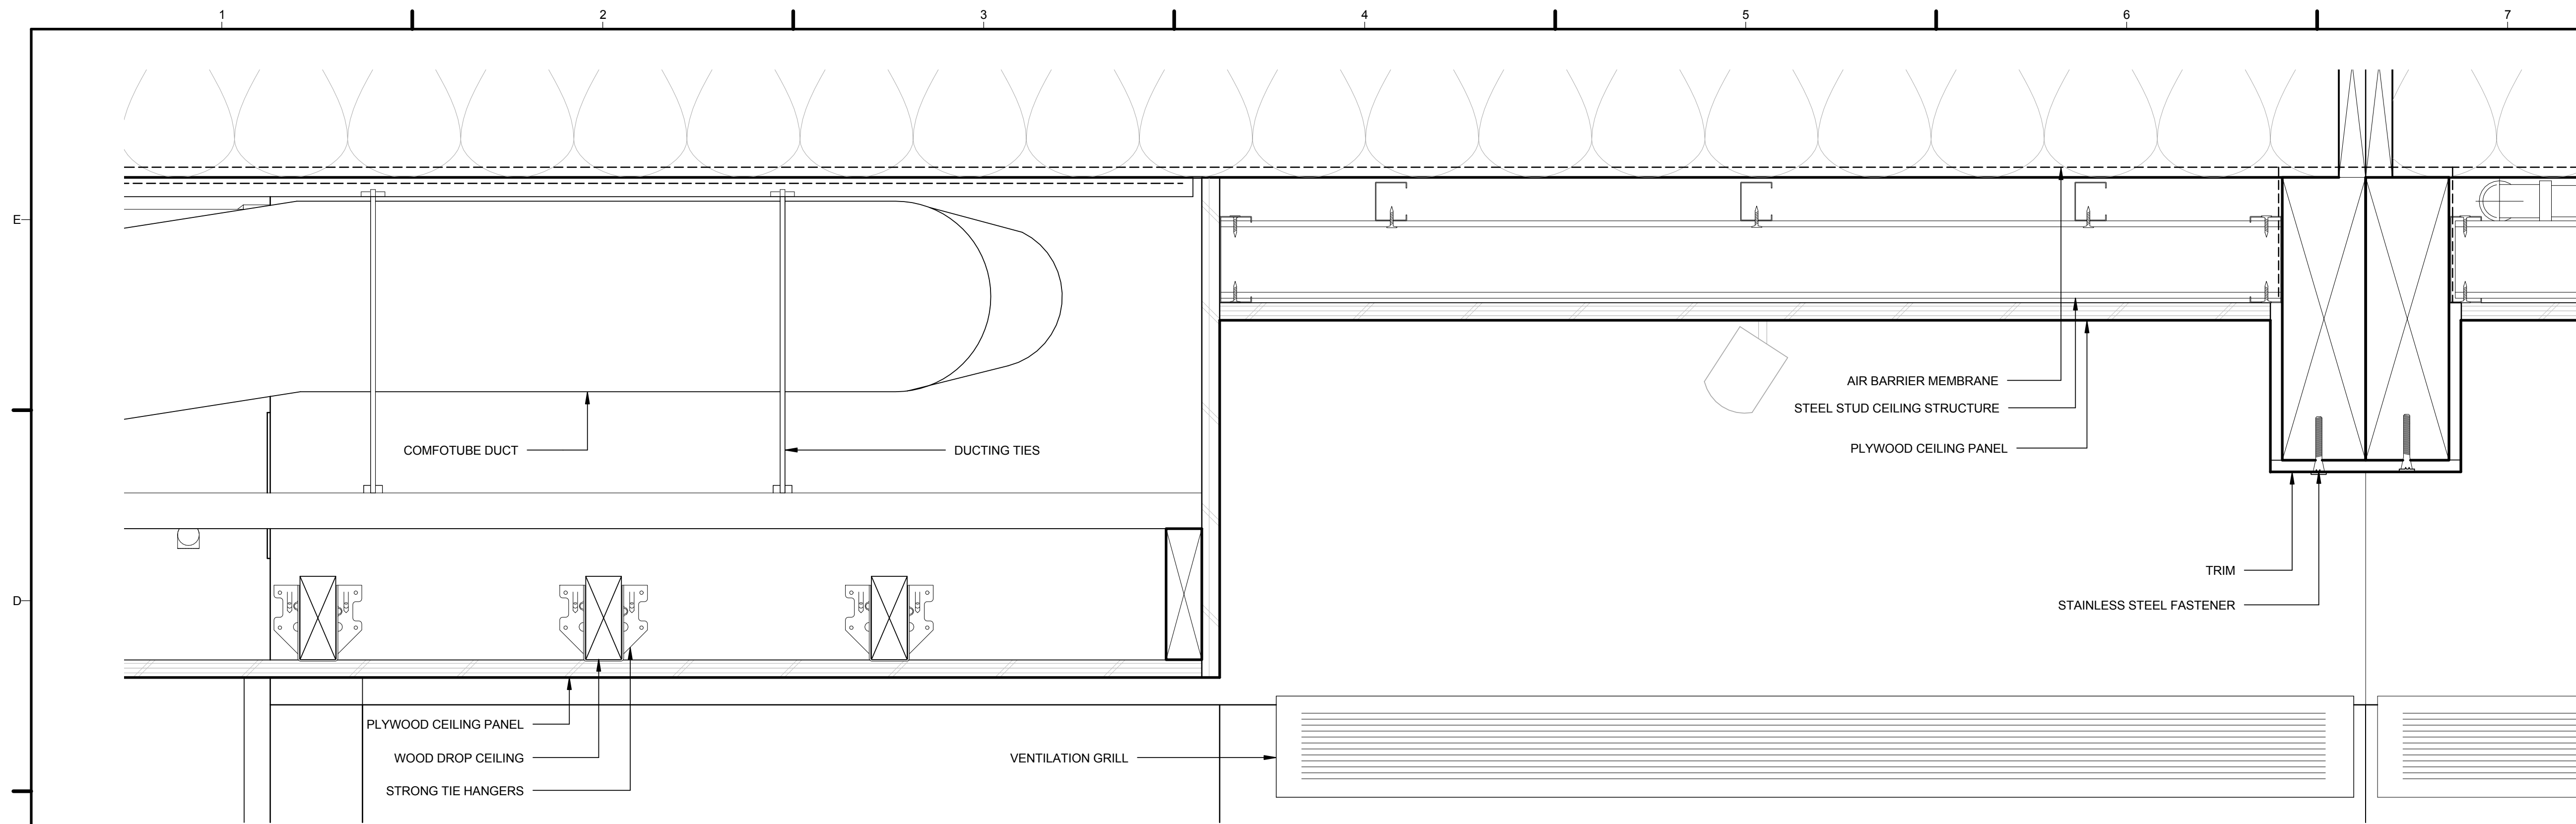 1 2 3 4 5 6 7
E
AIR BARRIER MEMBRANE
STEEL STUD CEILING STRUCTURE
COMFOTUBE DUCT
DUCTING TIES
PLYWOOD CEILING PANEL
TRIM
D
STAINLESS STEEL FASTENER
PLYWOOD CEILING PANEL
WOOD DROP CEILING
VENTILATION GRILL
STRONG TIE HANGERS